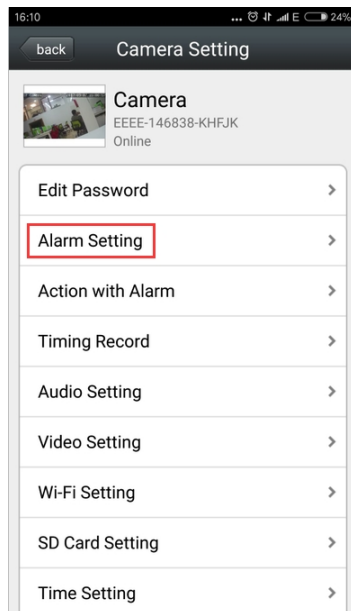 16:10 ... E 24%
back Camera Setting
Camera
EEEE-146838-KHFJK
Online
Edit Password
Alarm Setting
Action with Alarm
Timing Record
Audio Setting
Video Setting
Wi-Fi Setting
SD Card Setting
Time Setting